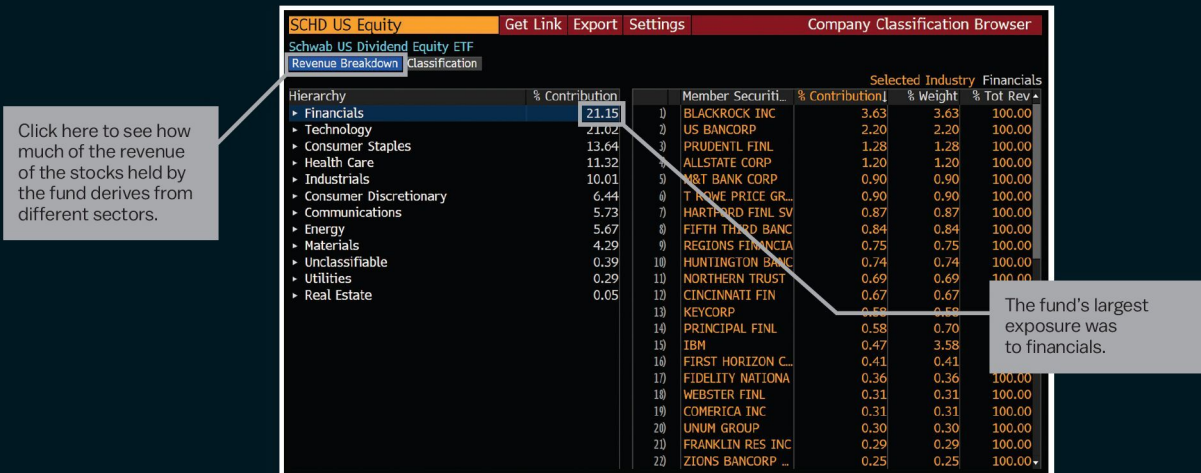 SCHD US Equity Get Link Export Settings Company Classification Browser
Schwab US Dividend Equity ETF
Revenue Breakdown Classification
Selected Industry Financials
Hierarchy % Contribution
Financials 21.15
Technology 21.02
Consumer Staples 13.64
Health Care 11.32
Industrials 10.01
Consumer Discretionary 6.44
Communications 5.73
Energy 5.67
Materials 4.29
Unclassifiable 0.39
Utilities 0.29
Real Estate 0.05
Member Securiti... % Contribution↓ % Weight % Tot Rev
1) BLACKROCK INC 3.63 3.63 100.00
2) US BANCORP 2.20 2.20 100.00
3) PRUDENTL FINL 1.28 1.28 100.00
ALLSTATE CORP 1.20 1.20 100.00
5) M&T BANK CORP 0.90 0.90 100.00
6) T ROWE PRICE GR... 0.90 0.90 100.00
7) HARTFORD FINL SV 0.87 0.87 100.00
8) FIFTH THIRD BANC 0.84 0.84 100.00
9) REGIONS FINANCIA 0.75 0.75 100.00
10) HUNTINGTON BANC 0.74 0.74 100.00
11) NORTHERN TRUST 0.69 0.69 100.00
12) CINCINNATI FIN 0.67 0.67
13) KEYCORP 0.58 0.58
14) PRINCIPAL FINL 0.58 0.70
15) IBM 0.47 3.58
16) FIRST HORIZON C... 0.41 0.41
17) FIDELITY NATIONA 0.36 0.36 100.00
18) WEBSTER FINL 0.31 0.31 100.00
19) COMERICA INC 0.31 0.31 100.00
20) UNUM GROUP 0.30 0.30 100.00
21) FRANKLIN RES INC 0.29 0.29 100.00
22) ZIONS BANCORP ... 0.25 0.25 100.00
Click here to see how
much of the revenue
of the stocks held by
the fund derives from
different sectors.
The fund's largest
exposure was
to financials.